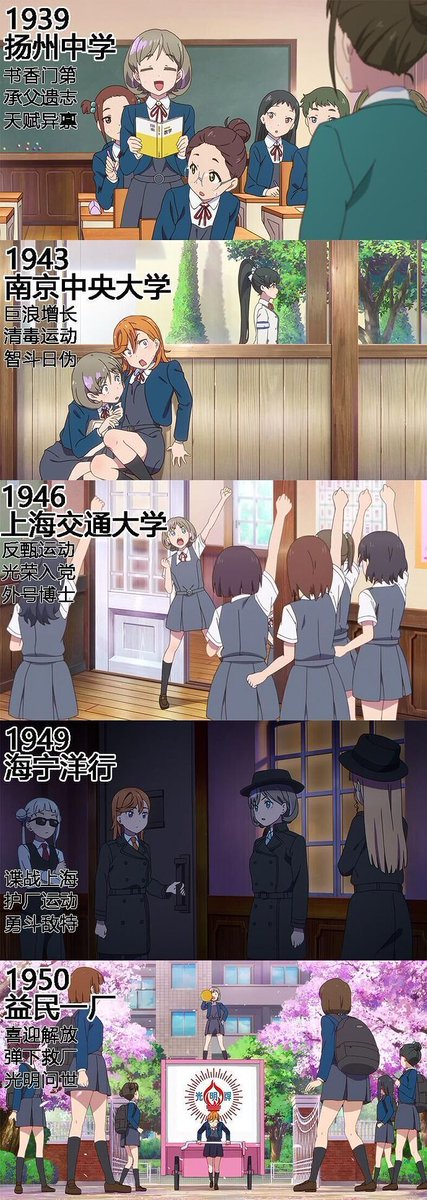 1939
扬州中学
书香门第
承父遗志
天赋异禀
1943
南京中央大学
巨浪增长
清毒运动
智斗日伪
1946
上海交通大学
反甄运动
光荣入党
外号博士
1949
海宁洋行
谍战上海
护厂运动
勇斗敌特
1950
益民一厂
喜迎解放
弹下救厂
光明问世
光明牌